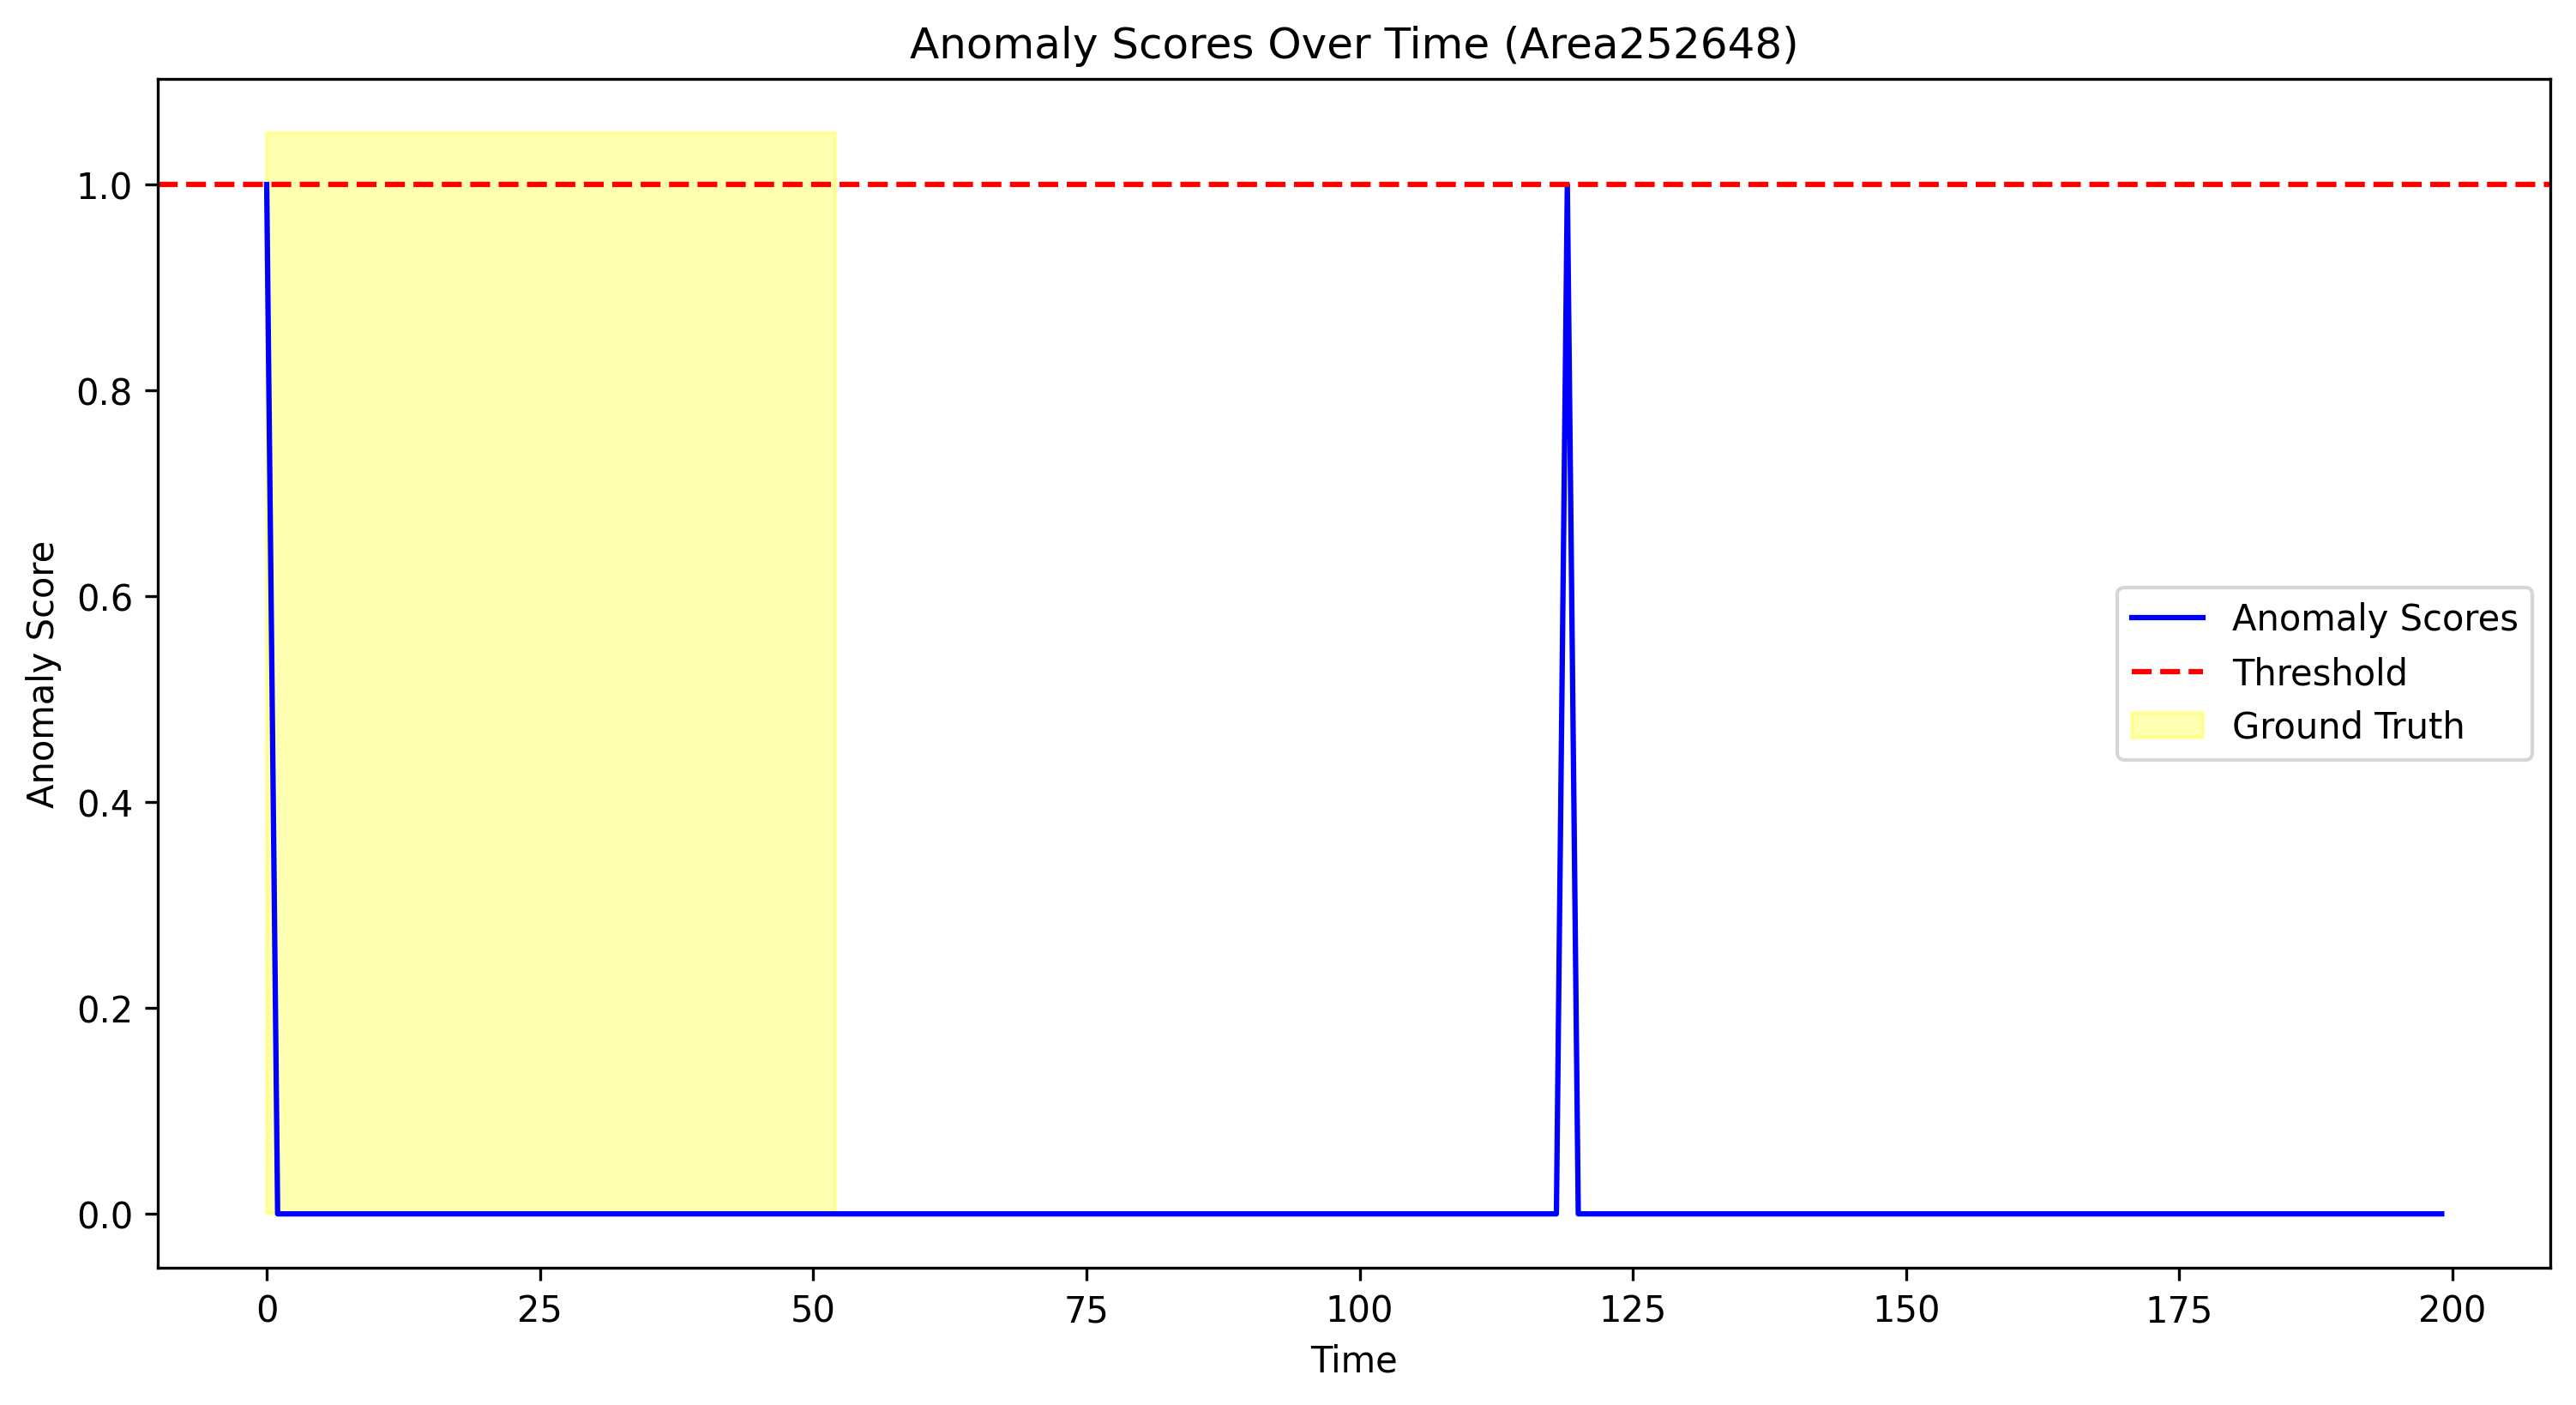 Anomaly Scores Over Time (Area252648)
Anomaly Score
1.0
0.8
0.6
0.4
0.2
0.0
Anomaly Scores
Threshold
Ground Truth
0 25 50 75 100 125 150 175 200
Time